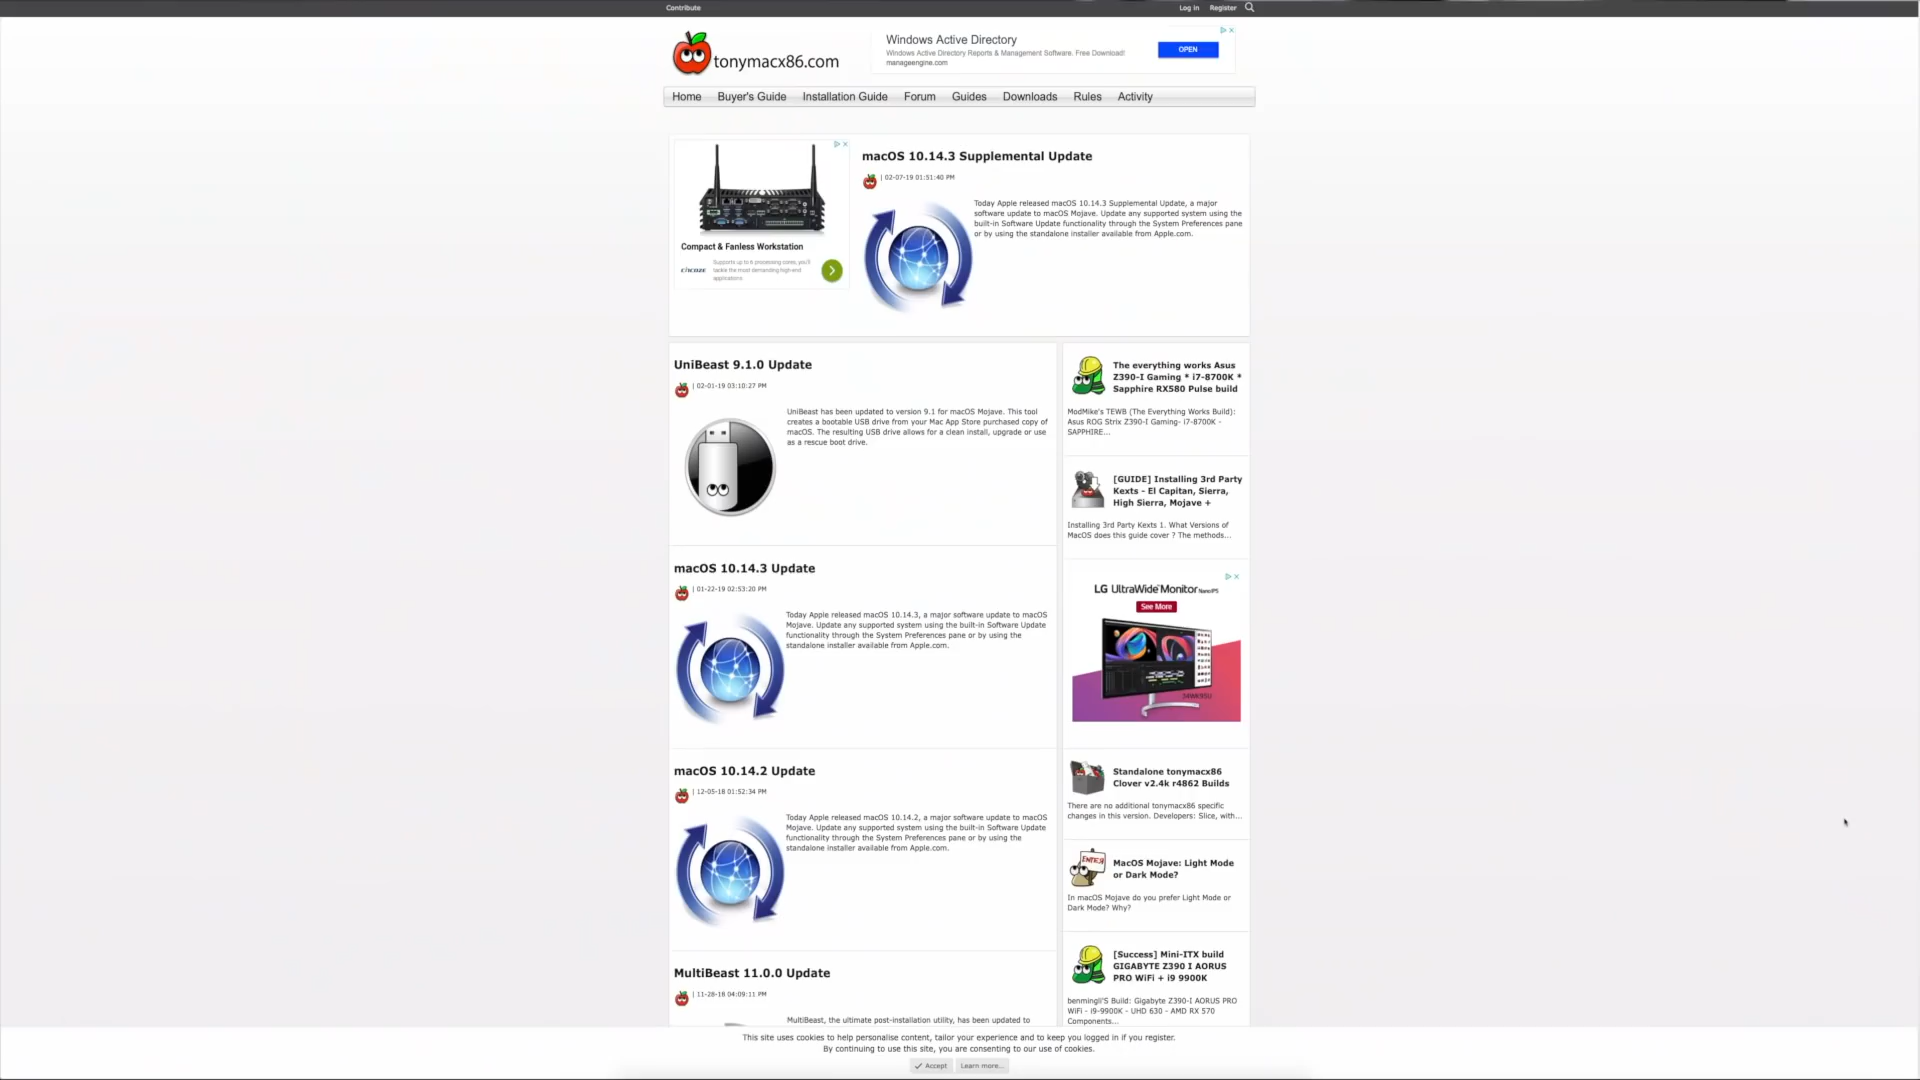 Contribute
Log in Register
tonymacx86.com
Windows Active Directory
Windows Active Directory Reports & Management Software. Free Download!
manageengine.com
OPEN
Home Buyer's Guide Installation Guide Forum Guides Downloads Rules Activity
Compact & Fanless Workstation
Supports up to 6 processing cores, you'll
tackle the most demanding high-end
applications
macOS 10.14.3 Supplemental Update
| 02-07-19 01:51:40 PM
Today Apple released macOS 10.14.3 Supplemental Update, a major
software update to macOS Mojave. Update any supported system using the
built-in Software Update functionality through the System Preferences pane
or by using the standalone installer available from Apple.com.
UniBeast 9.1.0 Update
| 02-01-19 03:10:27 PM
UniBeast has been updated to version 9.1 for macOS Mojave. This tool
creates a bootable USB drive from your Mac App Store purchased copy of
macOS. The resulting USB drive allows for a clean install, upgrade or use
as a rescue boot drive.
macOS 10.14.3 Update
| 01-22-19 02:53:20 PM
Today Apple released macOS 10.14.3, a major software update to macOS
Mojave. Update any supported system using the built-in Software Update
functionality through the System Preferences pane or by using the
standalone installer available from Apple.com.
macOS 10.14.2 Update
| 12-05-18 01:52:34 PM
Today Apple released macOS 10.14.2, a major software update to macOS
Mojave. Update any supported system using the built-in Software Update
functionality through the System Preferences pane or by using the
standalone installer available from Apple.com.
MultiBeast 11.0.0 Update
| 11-28-18 04:09:11 PM
MultiBeast, the ultimate post-installation utility, has been updated to
The everything works Asus
Z390-I Gaming * i7-8700K *
Sapphire RX580 Pulse build
ModMike's TEWB (The Everything Works Build):
Asus ROG Strix Z390-I Gaming- i7-8700K -
SAPPHIRE...
[GUIDE] Installing 3rd Party
Kexts - El Capitan, Sierra,
High Sierra, Mojave +
Installing 3rd Party Kexts 1. What Versions of
MacOS does this guide cover ? The methods...
LG UltraWide™ Monitor Nano IPS
See More
34WK95U
Standalone tonymacx86
Clover v2.4k r4862 Builds
There are no additional tonymacx86 specific
changes in this version. Developers: Slice, with...
ENTER
MacOS Mojave: Light Mode
or Dark Mode?
In macOS Mojave do you prefer Light Mode or
Dark Mode? Why?
[Success] Mini-ITX build
GIGABYTE Z390 I AORUS
PRO WiFi + i9 9900K
benmingli'S Build: Gigabyte Z390-I AORUS PRO
WiFi - i9-9900K - UHD 630 - AMD RX 570
Components...
This site uses cookies to help personalise content, tailor your experience and to keep you logged in if you register.
By continuing to use this site, you are consenting to our use of cookies.
Accept Learn more...